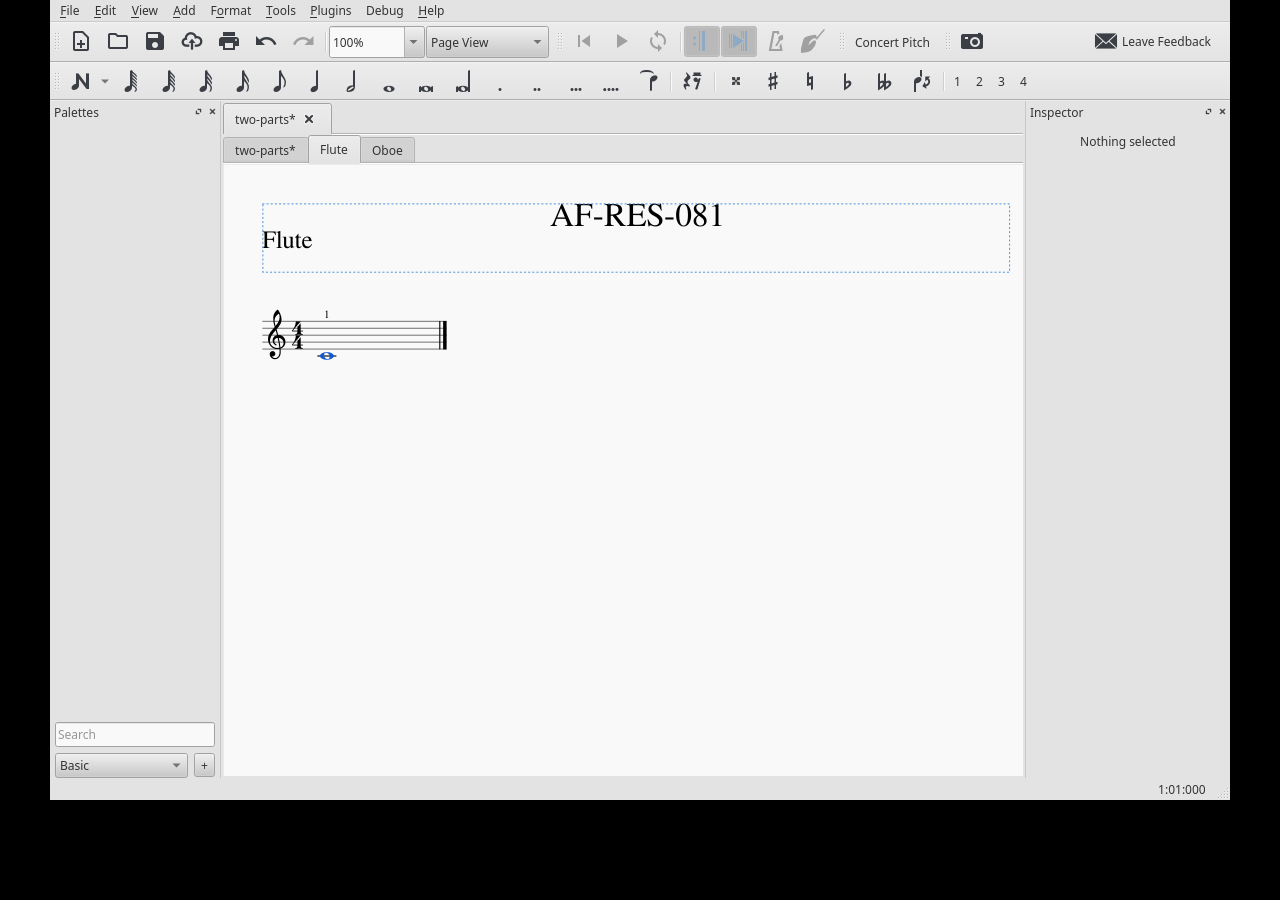 File Edit View Add Format Tools Plugins Debug Help
100% Page View Concert Pitch Leave Feedback
1 2 3 4
Palettes
two-parts*
Inspector
two-parts* Flute Oboe
Nothing selected
AF-RES-081
Flute
1
4
4
Search
Basic +
1:01:000